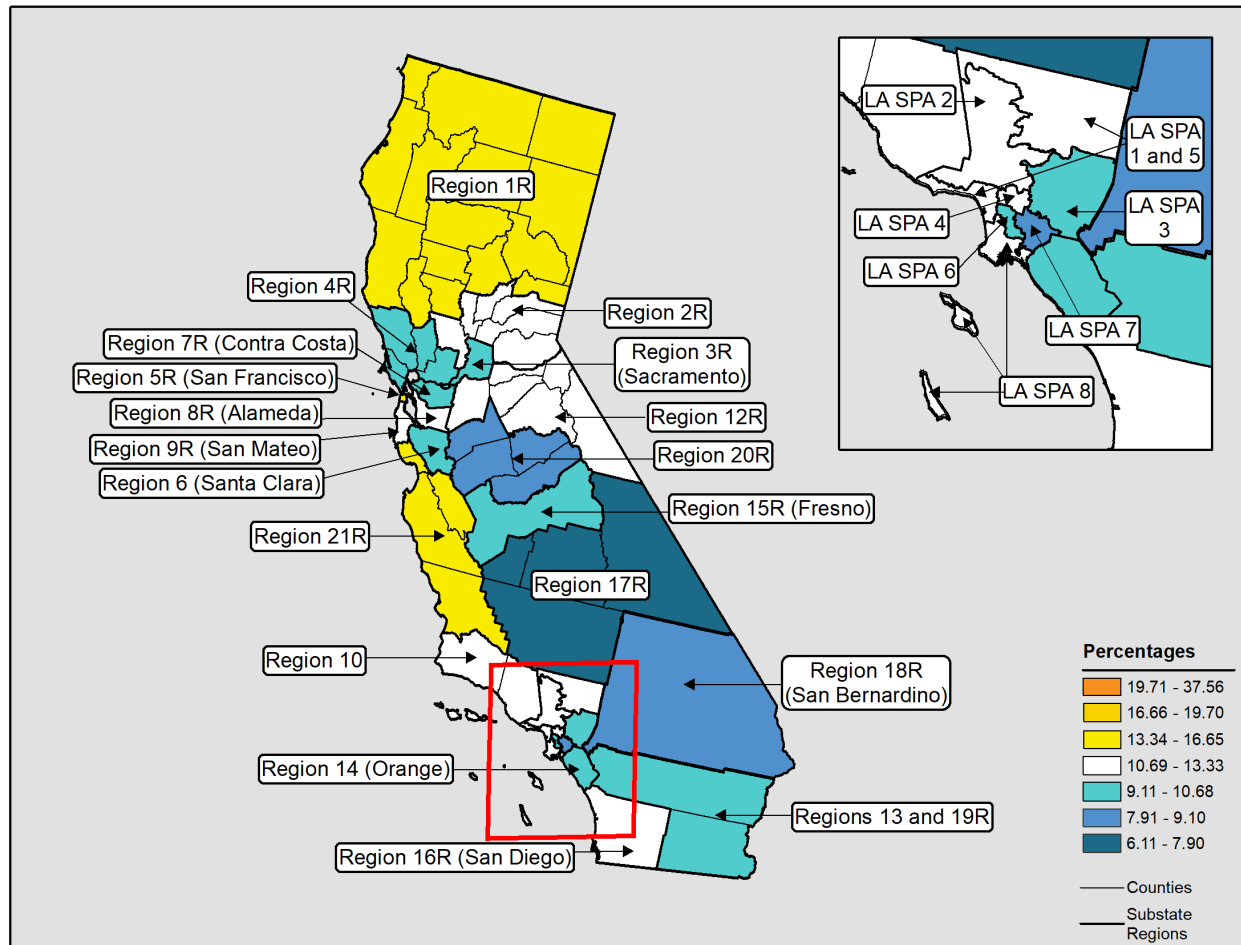 LA SPA 2
LA SPA
1 and 5
LA SPA 4
LA SPA
3
LA SPA 6
LA SPA 7
LA SPA 8
Region 1R
Region 4R
Region 2R
Region 7R (Contra Costa)
Region 3R
(Sacramento)
Region 5R (San Francisco)
Region 8R (Alameda)
Region 12R
Region 9R (San Mateo)
Region 20R
Region 6 (Santa Clara)
Region 15R (Fresno)
Region 21R
Region 17R
Region 10
Region 18R
(San Bernardino)
Region 14 (Orange)
Regions 13 and 19R
Region 16R (San Diego)
Percentages
19.71 - 37.56
16.66 - 19.70
13.34 - 16.65
10.69 - 13.33
9.11 - 10.68
7.91 - 9.10
6.11 - 7.90
Counties
Substate
Regions